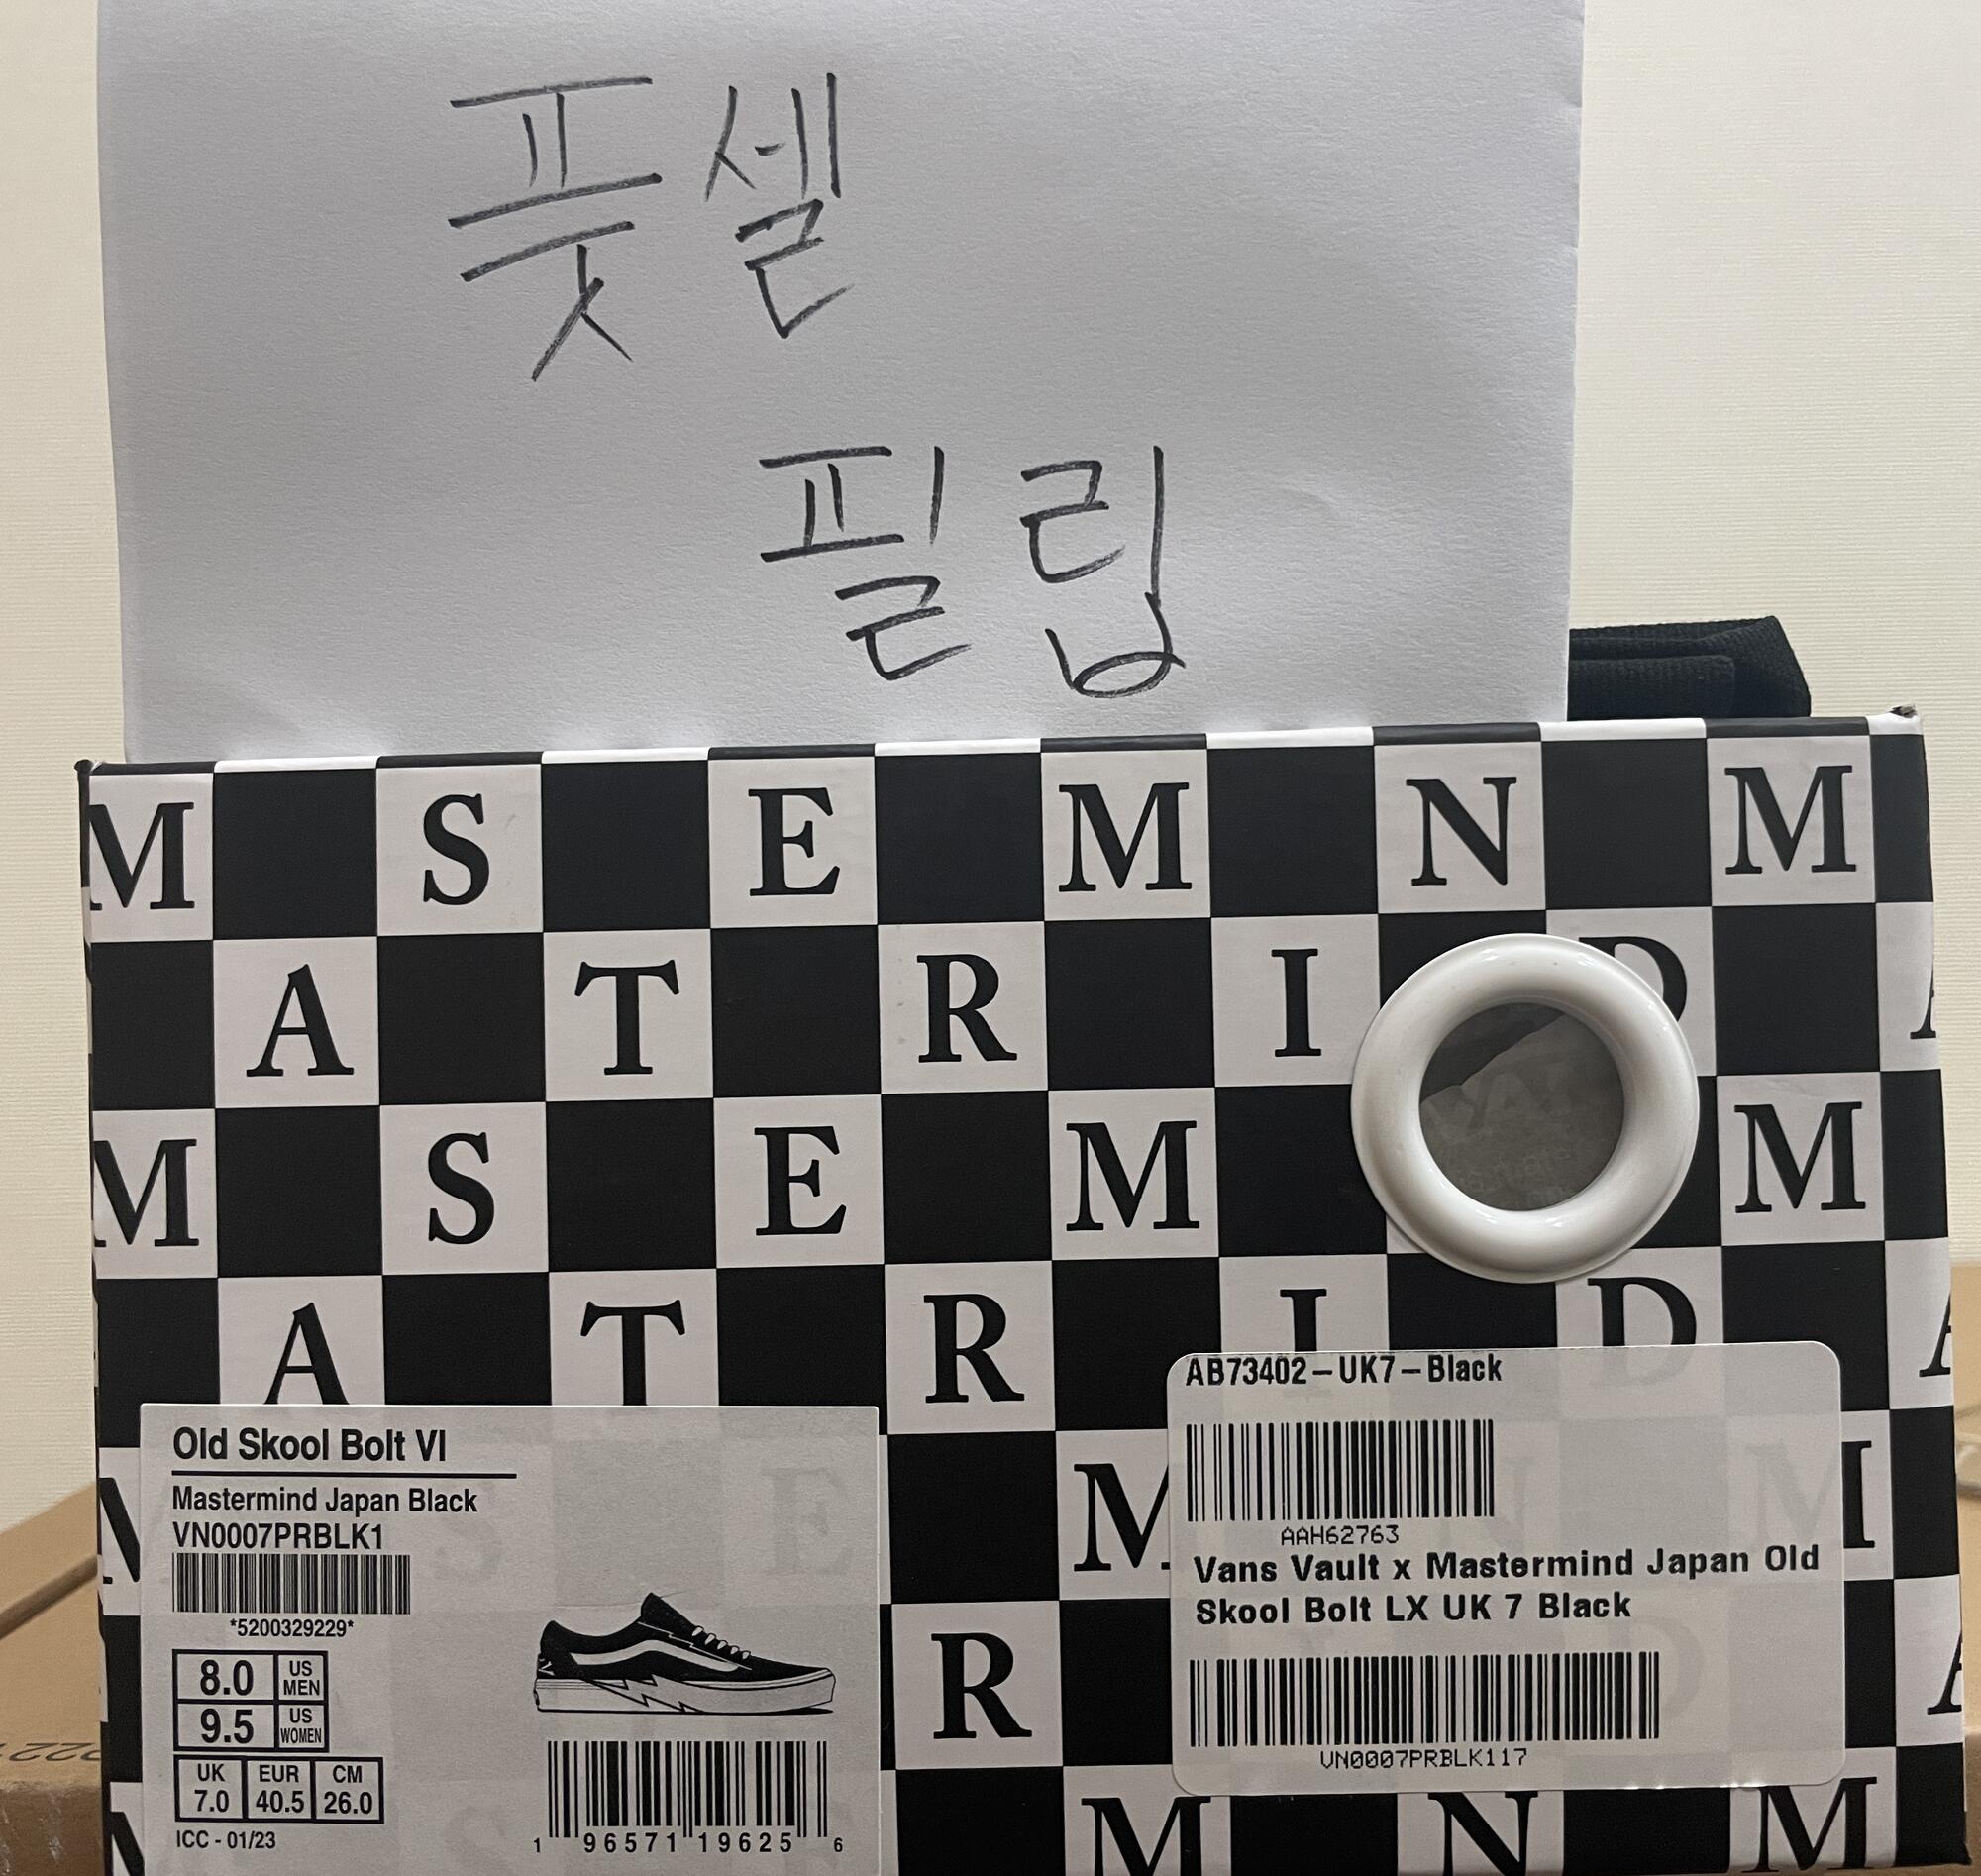 풋셀
필립
M S E M N M
A T R I D A
M S E M M
A T R I D A
E M N M
R D A
M N M
Old Skool Bolt VI
Mastermind Japan Black
VN0007PRBLK1
*5200329229*
8.0 US MEN
9.5 US WOMEN
UK EUR CM
7.0 40.5 26.0
ICC - 01/23
1 96571 19625 6
AB73402-UK7-Black
AAH62763
Vans Vault x Mastermind Japan Old
Skool Bolt LX UK 7 Black
VN0007PRBLK117